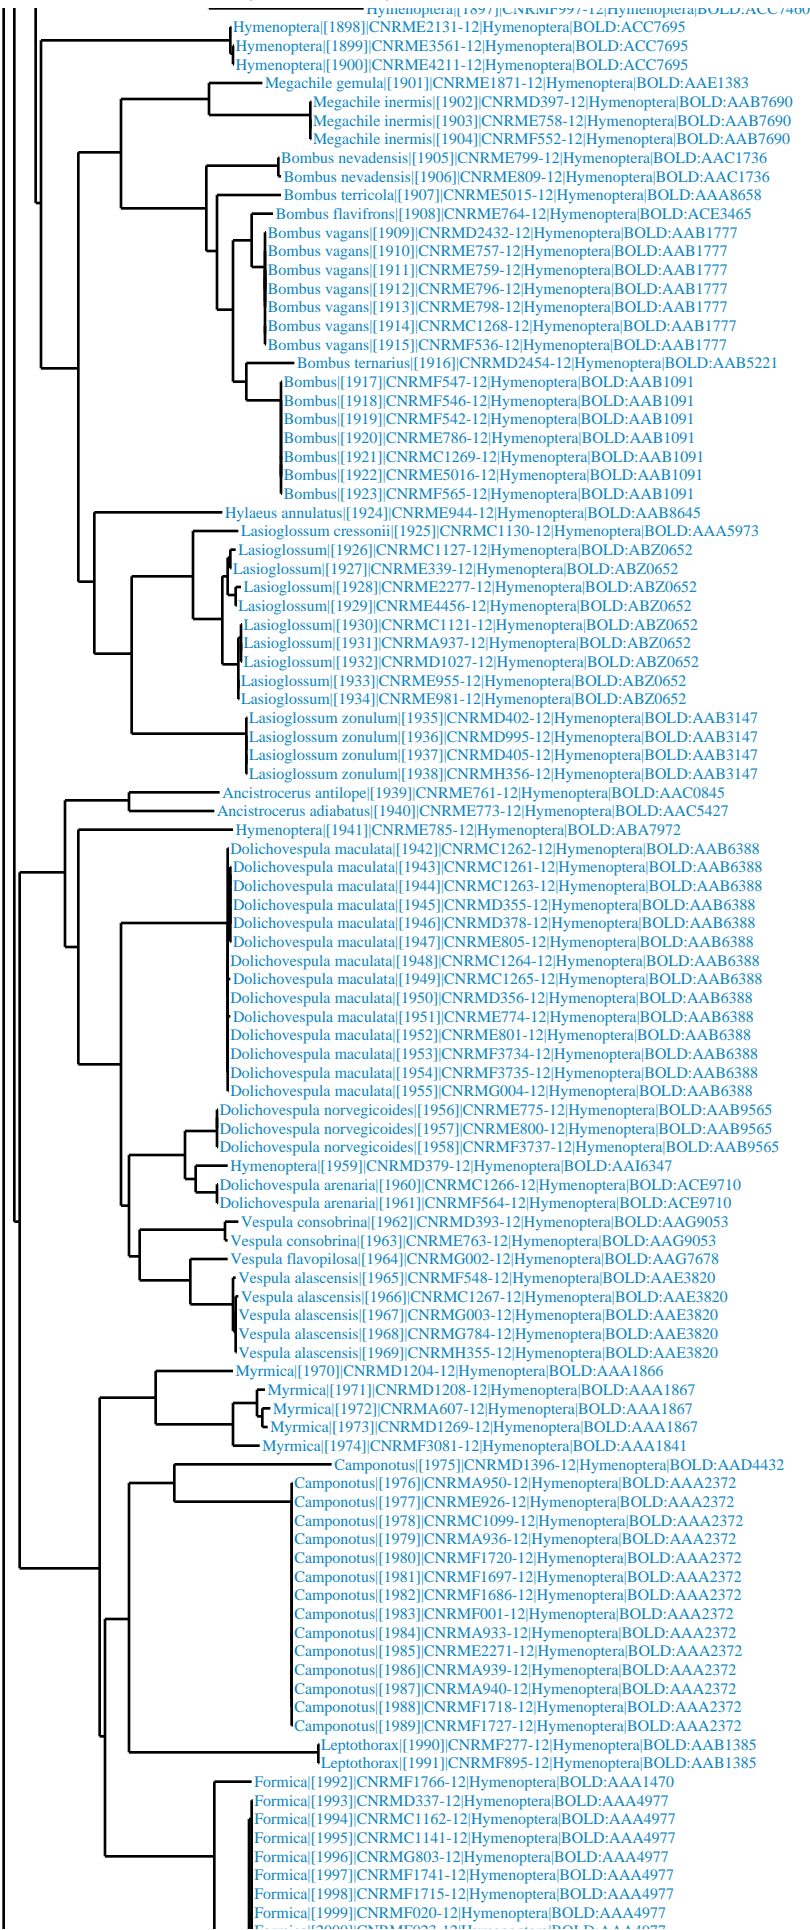 Hymenoptera|[1897]|CNRMF997-12|Hymenoptera|BOLD:ACC7460
Hymenoptera|[1898]|CNRME2131-12|Hymenoptera|BOLD:ACC7695
Hymenoptera|[1899]|CNRME3561-12|Hymenoptera|BOLD:ACC7695
Hymenoptera|[1900]|CNRME4211-12|Hymenoptera|BOLD:ACC7695
Megachile gemula|[1901]|CNRME1871-12|Hymenoptera|BOLD:AAE1383
Megachile inermis|[1902]|CNRMD397-12|Hymenoptera|BOLD:AAB7690
Megachile inermis|[1903]|CNRME758-12|Hymenoptera|BOLD:AAB7690
Megachile inermis|[1904]|CNRMF552-12|Hymenoptera|BOLD:AAB7690
Bombus nevadensis|[1905]|CNRME799-12|Hymenoptera|BOLD:AAC1736
Bombus nevadensis|[1906]|CNRME809-12|Hymenoptera|BOLD:AAC1736
Bombus terricola|[1907]|CNRME5015-12|Hymenoptera|BOLD:AAA8658
Bombus flavifrons|[1908]|CNRME764-12|Hymenoptera|BOLD:ACE3465
Bombus vagans|[1909]|CNRMD2432-12|Hymenoptera|BOLD:AAB1777
Bombus vagans|[1910]|CNRME757-12|Hymenoptera|BOLD:AAB1777
Bombus vagans|[1911]|CNRME759-12|Hymenoptera|BOLD:AAB1777
Bombus vagans|[1912]|CNRME796-12|Hymenoptera|BOLD:AAB1777
Bombus vagans|[1913]|CNRME798-12|Hymenoptera|BOLD:AAB1777
Bombus vagans|[1914]|CNRMC1268-12|Hymenoptera|BOLD:AAB1777
Bombus vagans|[1915]|CNRMF536-12|Hymenoptera|BOLD:AAB1777
Bombus ternarius|[1916]|CNRMD2454-12|Hymenoptera|BOLD:AAB5221
Bombus|[1917]|CNRMF547-12|Hymenoptera|BOLD:AAB1091
Bombus|[1918]|CNRMF546-12|Hymenoptera|BOLD:AAB1091
Bombus|[1919]|CNRMF542-12|Hymenoptera|BOLD:AAB1091
Bombus|[1920]|CNRME786-12|Hymenoptera|BOLD:AAB1091
Bombus|[1921]|CNRMC1269-12|Hymenoptera|BOLD:AAB1091
Bombus|[1922]|CNRME5016-12|Hymenoptera|BOLD:AAB1091
Bombus|[1923]|CNRMF565-12|Hymenoptera|BOLD:AAB1091
Hylaeus annulatus|[1924]|CNRME944-12|Hymenoptera|BOLD:AAB8645
Lasioglossum cressonii|[1925]|CNRMC1130-12|Hymenoptera|BOLD:AAA5973
Lasioglossum|[1926]|CNRMC1127-12|Hymenoptera|BOLD:ABZ0652
Lasioglossum|[1927]|CNRME339-12|Hymenoptera|BOLD:ABZ0652
Lasioglossum|[1928]|CNRME2277-12|Hymenoptera|BOLD:ABZ0652
Lasioglossum|[1929]|CNRME4456-12|Hymenoptera|BOLD:ABZ0652
Lasioglossum|[1930]|CNRMC1121-12|Hymenoptera|BOLD:ABZ0652
Lasioglossum|[1931]|CNRMA937-12|Hymenoptera|BOLD:ABZ0652
Lasioglossum|[1932]|CNRMD1027-12|Hymenoptera|BOLD:ABZ0652
Lasioglossum|[1933]|CNRME955-12|Hymenoptera|BOLD:ABZ0652
Lasioglossum|[1934]|CNRME981-12|Hymenoptera|BOLD:ABZ0652
Lasioglossum zonulum|[1935]|CNRMD402-12|Hymenoptera|BOLD:AAB3147
Lasioglossum zonulum|[1936]|CNRMD995-12|Hymenoptera|BOLD:AAB3147
Lasioglossum zonulum|[1937]|CNRMD405-12|Hymenoptera|BOLD:AAB3147
Lasioglossum zonulum|[1938]|CNRMH356-12|Hymenoptera|BOLD:AAB3147
Ancistrocerus antilope|[1939]|CNRME761-12|Hymenoptera|BOLD:AAC0845
Ancistrocerus adiabatus|[1940]|CNRME773-12|Hymenoptera|BOLD:AAC5427
Hymenoptera|[1941]|CNRME785-12|Hymenoptera|BOLD:ABA7972
Dolichovespula maculata|[1942]|CNRMC1262-12|Hymenoptera|BOLD:AAB6388
Dolichovespula maculata|[1943]|CNRMC1261-12|Hymenoptera|BOLD:AAB6388
Dolichovespula maculata|[1944]|CNRMC1263-12|Hymenoptera|BOLD:AAB6388
Dolichovespula maculata|[1945]|CNRMD355-12|Hymenoptera|BOLD:AAB6388
Dolichovespula maculata|[1946]|CNRMD378-12|Hymenoptera|BOLD:AAB6388
Dolichovespula maculata|[1947]|CNRME805-12|Hymenoptera|BOLD:AAB6388
Dolichovespula maculata|[1948]|CNRMC1264-12|Hymenoptera|BOLD:AAB6388
Dolichovespula maculata|[1949]|CNRMC1265-12|Hymenoptera|BOLD:AAB6388
Dolichovespula maculata|[1950]|CNRMD356-12|Hymenoptera|BOLD:AAB6388
Dolichovespula maculata|[1951]|CNRME774-12|Hymenoptera|BOLD:AAB6388
Dolichovespula maculata|[1952]|CNRME801-12|Hymenoptera|BOLD:AAB6388
Dolichovespula maculata|[1953]|CNRMF3734-12|Hymenoptera|BOLD:AAB6388
Dolichovespula maculata|[1954]|CNRMF3735-12|Hymenoptera|BOLD:AAB6388
Dolichovespula maculata|[1955]|CNRMG004-12|Hymenoptera|BOLD:AAB6388
Dolichovespula norvegicoides|[1956]|CNRME775-12|Hymenoptera|BOLD:AAB9565
Dolichovespula norvegicoides|[1957]|CNRME800-12|Hymenoptera|BOLD:AAB9565
Dolichovespula norvegicoides|[1958]|CNRMF3737-12|Hymenoptera|BOLD:AAB9565
Hymenoptera|[1959]|CNRMD379-12|Hymenoptera|BOLD:AAI6347
Dolichovespula arenaria|[1960]|CNRMC1266-12|Hymenoptera|BOLD:ACE9710
Dolichovespula arenaria|[1961]|CNRMF564-12|Hymenoptera|BOLD:ACE9710
Vespula consobrina|[1962]|CNRMD393-12|Hymenoptera|BOLD:AAG9053
Vespula consobrina|[1963]|CNRME763-12|Hymenoptera|BOLD:AAG9053
Vespula flavopilosa|[1964]|CNRMG002-12|Hymenoptera|BOLD:AAG7678
Vespula alascensis|[1965]|CNRMF548-12|Hymenoptera|BOLD:AAE3820
Vespula alascensis|[1966]|CNRMC1267-12|Hymenoptera|BOLD:AAE3820
Vespula alascensis|[1967]|CNRMG003-12|Hymenoptera|BOLD:AAE3820
Vespula alascensis|[1968]|CNRMG784-12|Hymenoptera|BOLD:AAE3820
Vespula alascensis|[1969]|CNRMH355-12|Hymenoptera|BOLD:AAE3820
Myrmica|[1970]|CNRMD1204-12|Hymenoptera|BOLD:AAA1866
Myrmica|[1971]|CNRMD1208-12|Hymenoptera|BOLD:AAA1867
Myrmica|[1972]|CNRMA607-12|Hymenoptera|BOLD:AAA1867
Myrmica|[1973]|CNRMD1269-12|Hymenoptera|BOLD:AAA1867
Myrmica|[1974]|CNRMF3081-12|Hymenoptera|BOLD:AAA1841
Camponotus|[1975]|CNRMD1396-12|Hymenoptera|BOLD:AAD4432
Camponotus|[1976]|CNRMA950-12|Hymenoptera|BOLD:AAA2372
Camponotus|[1977]|CNRME926-12|Hymenoptera|BOLD:AAA2372
Camponotus|[1978]|CNRMC1099-12|Hymenoptera|BOLD:AAA2372
Camponotus|[1979]|CNRMA936-12|Hymenoptera|BOLD:AAA2372
Camponotus|[1980]|CNRMF1720-12|Hymenoptera|BOLD:AAA2372
Camponotus|[1981]|CNRMF1697-12|Hymenoptera|BOLD:AAA2372
Camponotus|[1982]|CNRMF1686-12|Hymenoptera|BOLD:AAA2372
Camponotus|[1983]|CNRMF001-12|Hymenoptera|BOLD:AAA2372
Camponotus|[1984]|CNRMA933-12|Hymenoptera|BOLD:AAA2372
Camponotus|[1985]|CNRME2271-12|Hymenoptera|BOLD:AAA2372
Camponotus|[1986]|CNRMA939-12|Hymenoptera|BOLD:AAA2372
Camponotus|[1987]|CNRMA940-12|Hymenoptera|BOLD:AAA2372
Camponotus|[1988]|CNRMF1718-12|Hymenoptera|BOLD:AAA2372
Camponotus|[1989]|CNRMF1727-12|Hymenoptera|BOLD:AAA2372
Leptothorax|[1990]|CNRMF277-12|Hymenoptera|BOLD:AAB1385
Leptothorax|[1991]|CNRMF895-12|Hymenoptera|BOLD:AAB1385
Formica|[1992]|CNRMF1766-12|Hymenoptera|BOLD:AAA1470
Formica|[1993]|CNRMD337-12|Hymenoptera|BOLD:AAA4977
Formica|[1994]|CNRMC1162-12|Hymenoptera|BOLD:AAA4977
Formica|[1995]|CNRMC1141-12|Hymenoptera|BOLD:AAA4977
Formica|[1996]|CNRMG803-12|Hymenoptera|BOLD:AAA4977
Formica|[1997]|CNRMF1741-12|Hymenoptera|BOLD:AAA4977
Formica|[1998]|CNRMF1715-12|Hymenoptera|BOLD:AAA4977
Formica|[1999]|CNRMF020-12|Hymenoptera|BOLD:AAA4977